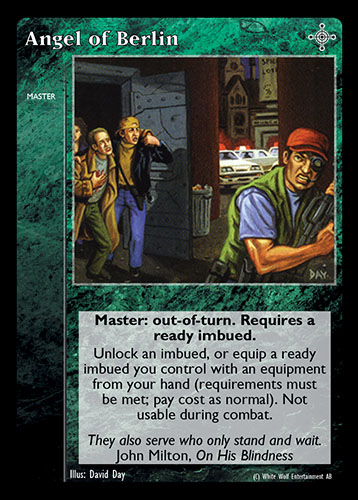 Angel of Berlin
MASTER
DAY
Master: out-of-turn. Requires a
ready imbued.
Unlock an imbued, or equip a ready
imbued you control with an equipment
from your hand (requirements must
be met; pay cost as normal). Not
usable during combat.
They also serve who only stand and wait.
John Milton, On His Blindness
Illus: David Day
(C) White Wolf Entertainment AB